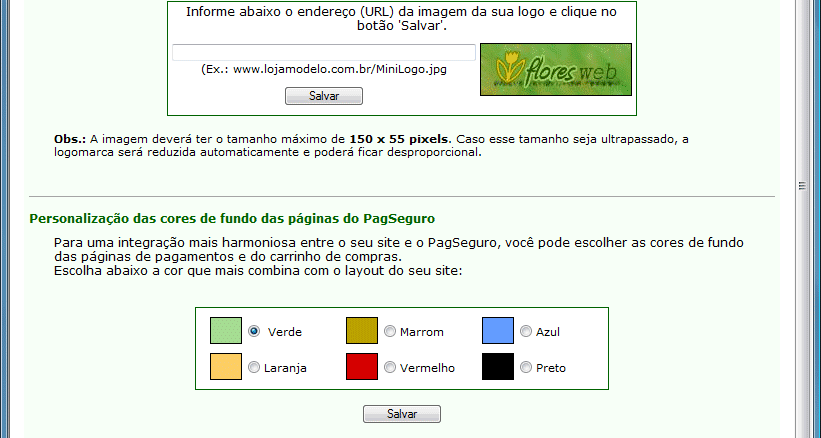 Informe abaixo o endereço (URL) da imagem da sua logo e clique no
botão 'Salvar'.
(Ex.: www.lojamodelo.com.br/MiniLogo.jpg
flores web
Salvar
Obs.: A imagem deverá ter o tamanho máximo de 150 x 55 pixels. Caso esse tamanho seja ultrapassado, a
logomarca será reduzida automaticamente e poderá ficar desproporcional.
Personalização das cores de fundo das páginas do PagSeguro
Para uma integração mais harmoniosa entre o seu site e o PagSeguro, você pode escolher as cores de fundo
das páginas de pagamentos e do carrinho de compras.
Escolha abaixo a cor que mais combina com o layout do seu site:
Verde Marrom Azul
Laranja Vermelho Preto
Salvar